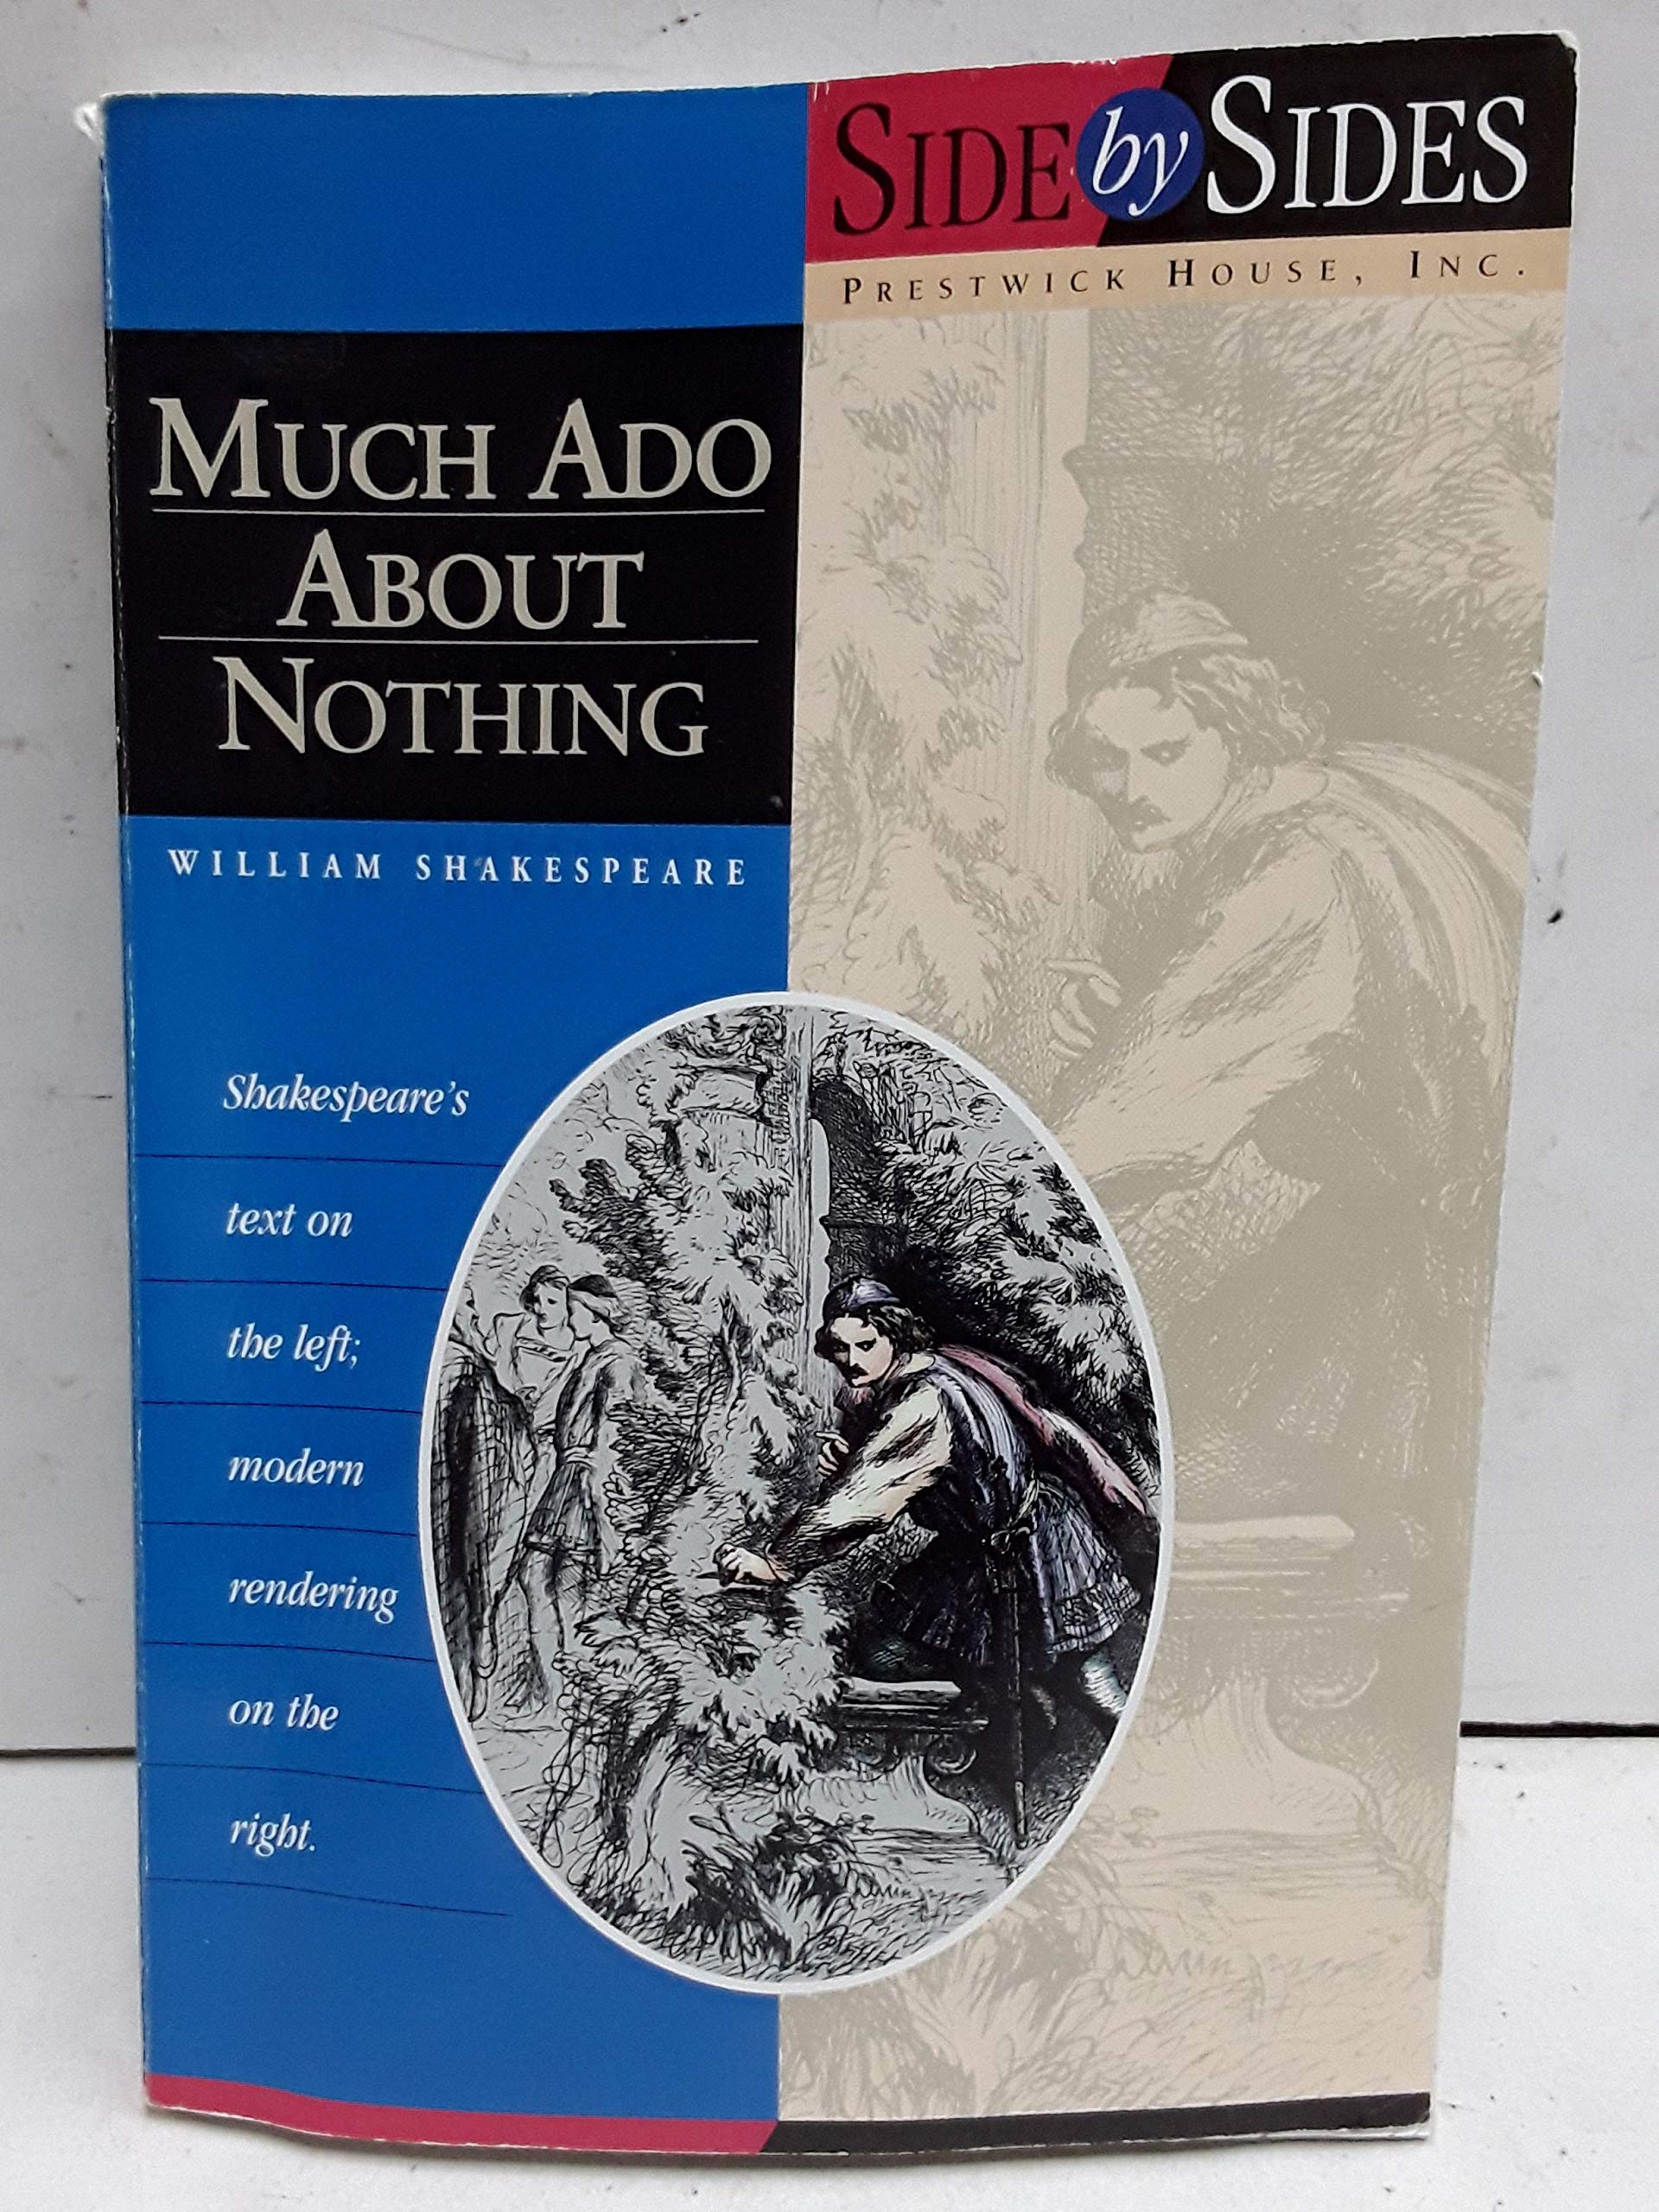 SIDE by SIDES
PRESTWICK HOUSE, INC.
MUCH ADO
ABOUT
NOTHING
WILLIAM SHAKESPEARE
Shakespeare's
text on
the left;
modern
rendering
on the
right.